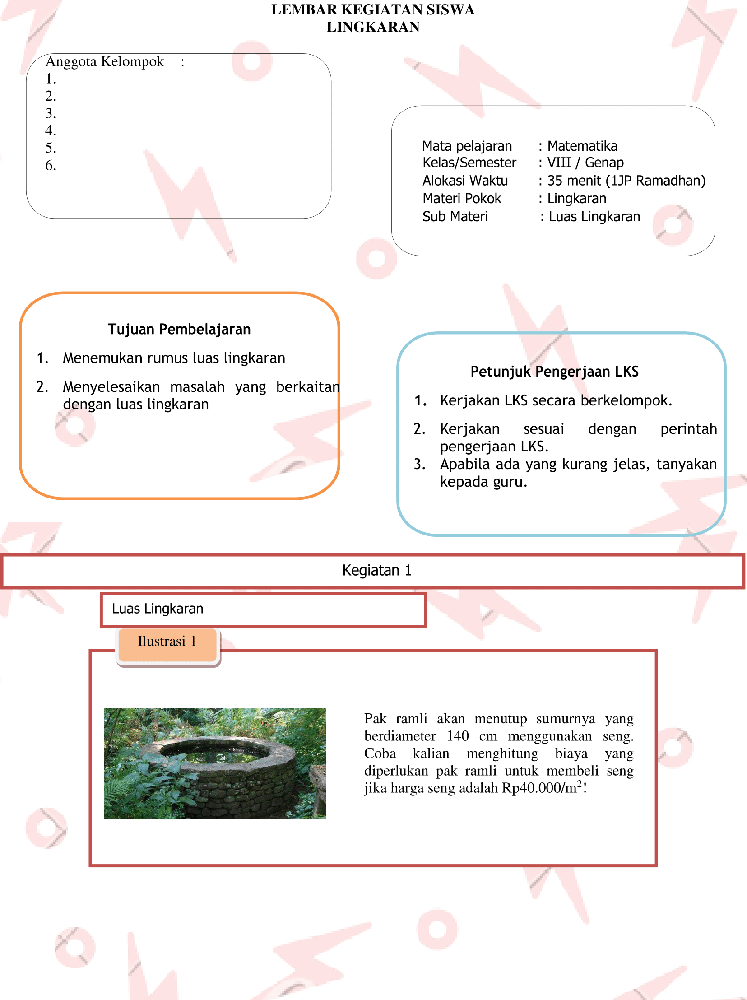 LEMBAR KEGIATAN SISWA
LINGKARAN
Anggota Kelompok :
1.
2.
3.
4.
5.
6.
Mata pelajaran : Matematika
Kelas/Semester : VIII / Genap
Alokasi Waktu : 35 menit (1JP Ramadhan)
Materi Pokok : Lingkaran
Sub Materi : Luas Lingkaran
Tujuan Pembelajaran
1. Menemukan rumus luas lingkaran
2. Menyelesaikan masalah yang berkaitan
dengan luas lingkaran
Petunjuk Pengerjaan LKS
1. Kerjakan LKS secara berkelompok.
2. Kerjakan sesuai dengan perintah
pengerjaan LKS.
3. Apabila ada yang kurang jelas, tanyakan
kepada guru.
Kegiatan 1
Luas Lingkaran
Ilustrasi 1
Pak ramli akan menutup sumurnya yang
berdiameter 140 cm menggunakan seng.
Coba kalian menghitung biaya yang
diperlukan pak ramli untuk membeli seng
jika harga seng adalah Rp40.000/m²!